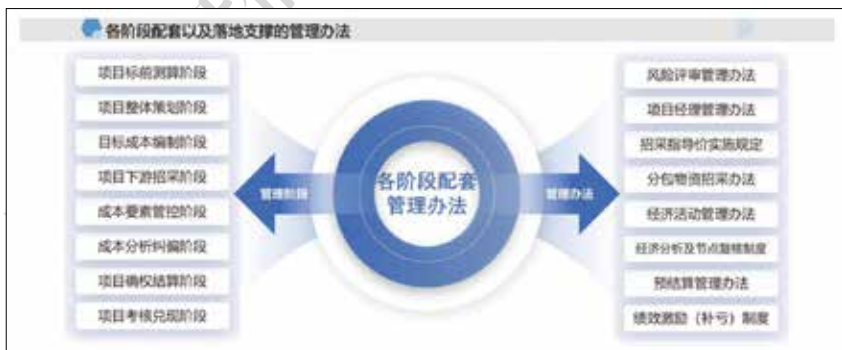 各阶段配套以及落地支撑的管理办法
项目标前测算阶段
项目整体策划阶段
目标成本编制阶段
项目下游招采阶段
成本要素管控阶段
成本分析纠偏阶段
项目确权结算阶段
项目考核兑现阶段
管理阶段
各阶段配套
管理办法
管理办法
风险评审管理办法
项目经理管理办法
招采指导价实施规定
分包物资招采办法
经济活动管理办法
经济分析及节点复核制度
预结算管理办法
绩效激励（补亏）制度